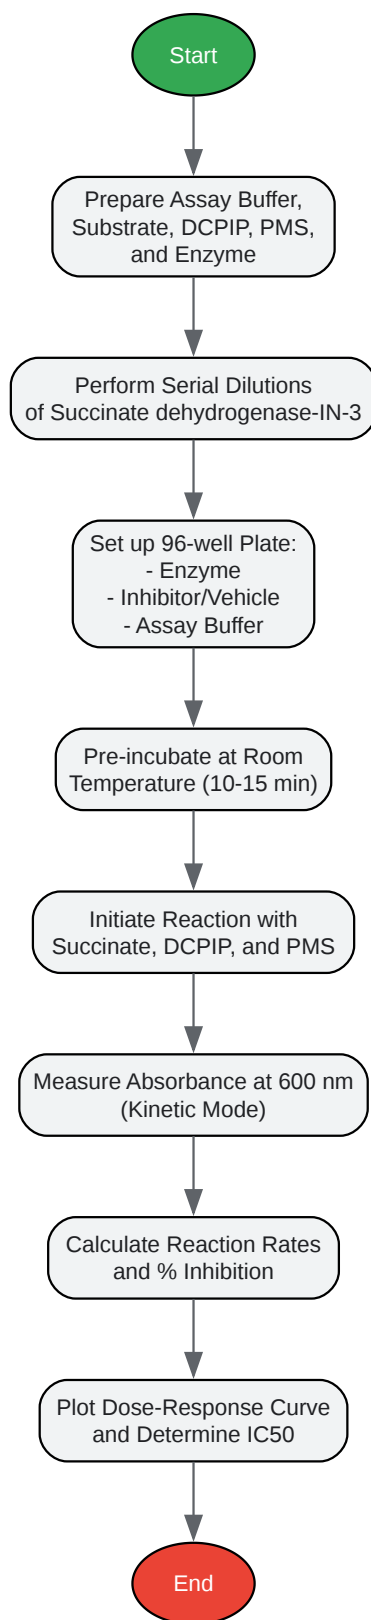 Start
Prepare Assay Buffer,
Substrate, DCPIP, PMS,
and Enzyme
Perform Serial Dilutions
of Succinate dehydrogenase-IN-3
Set up 96-well Plate:
- Enzyme
- Inhibitor/Vehicle
- Assay Buffer
Pre-incubate at Room
Temperature (10-15 min)
Initiate Reaction with
Succinate, DCPIP, and PMS
Measure Absorbance at 600 nm
(Kinetic Mode)
Calculate Reaction Rates
and % Inhibition
Plot Dose-Response Curve
and Determine IC50
End